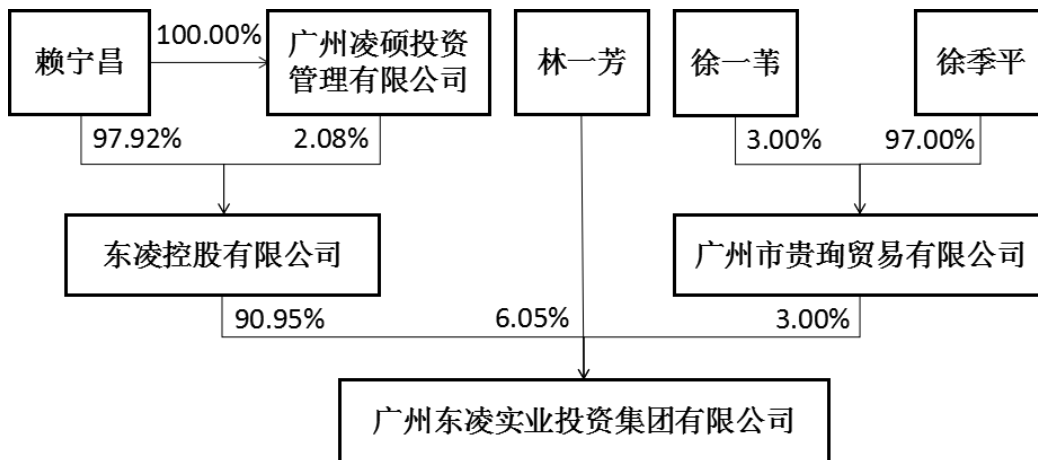 赖宁昌
100.00%
广州凌硕投资
管理有限公司
林一芳
徐一苇
徐季平
97.92%
2.08%
3.00%
97.00%
东凌控股有限公司
广州市贵珣贸易有限公司
90.95%
6.05%
3.00%
广州东凌实业投资集团有限公司